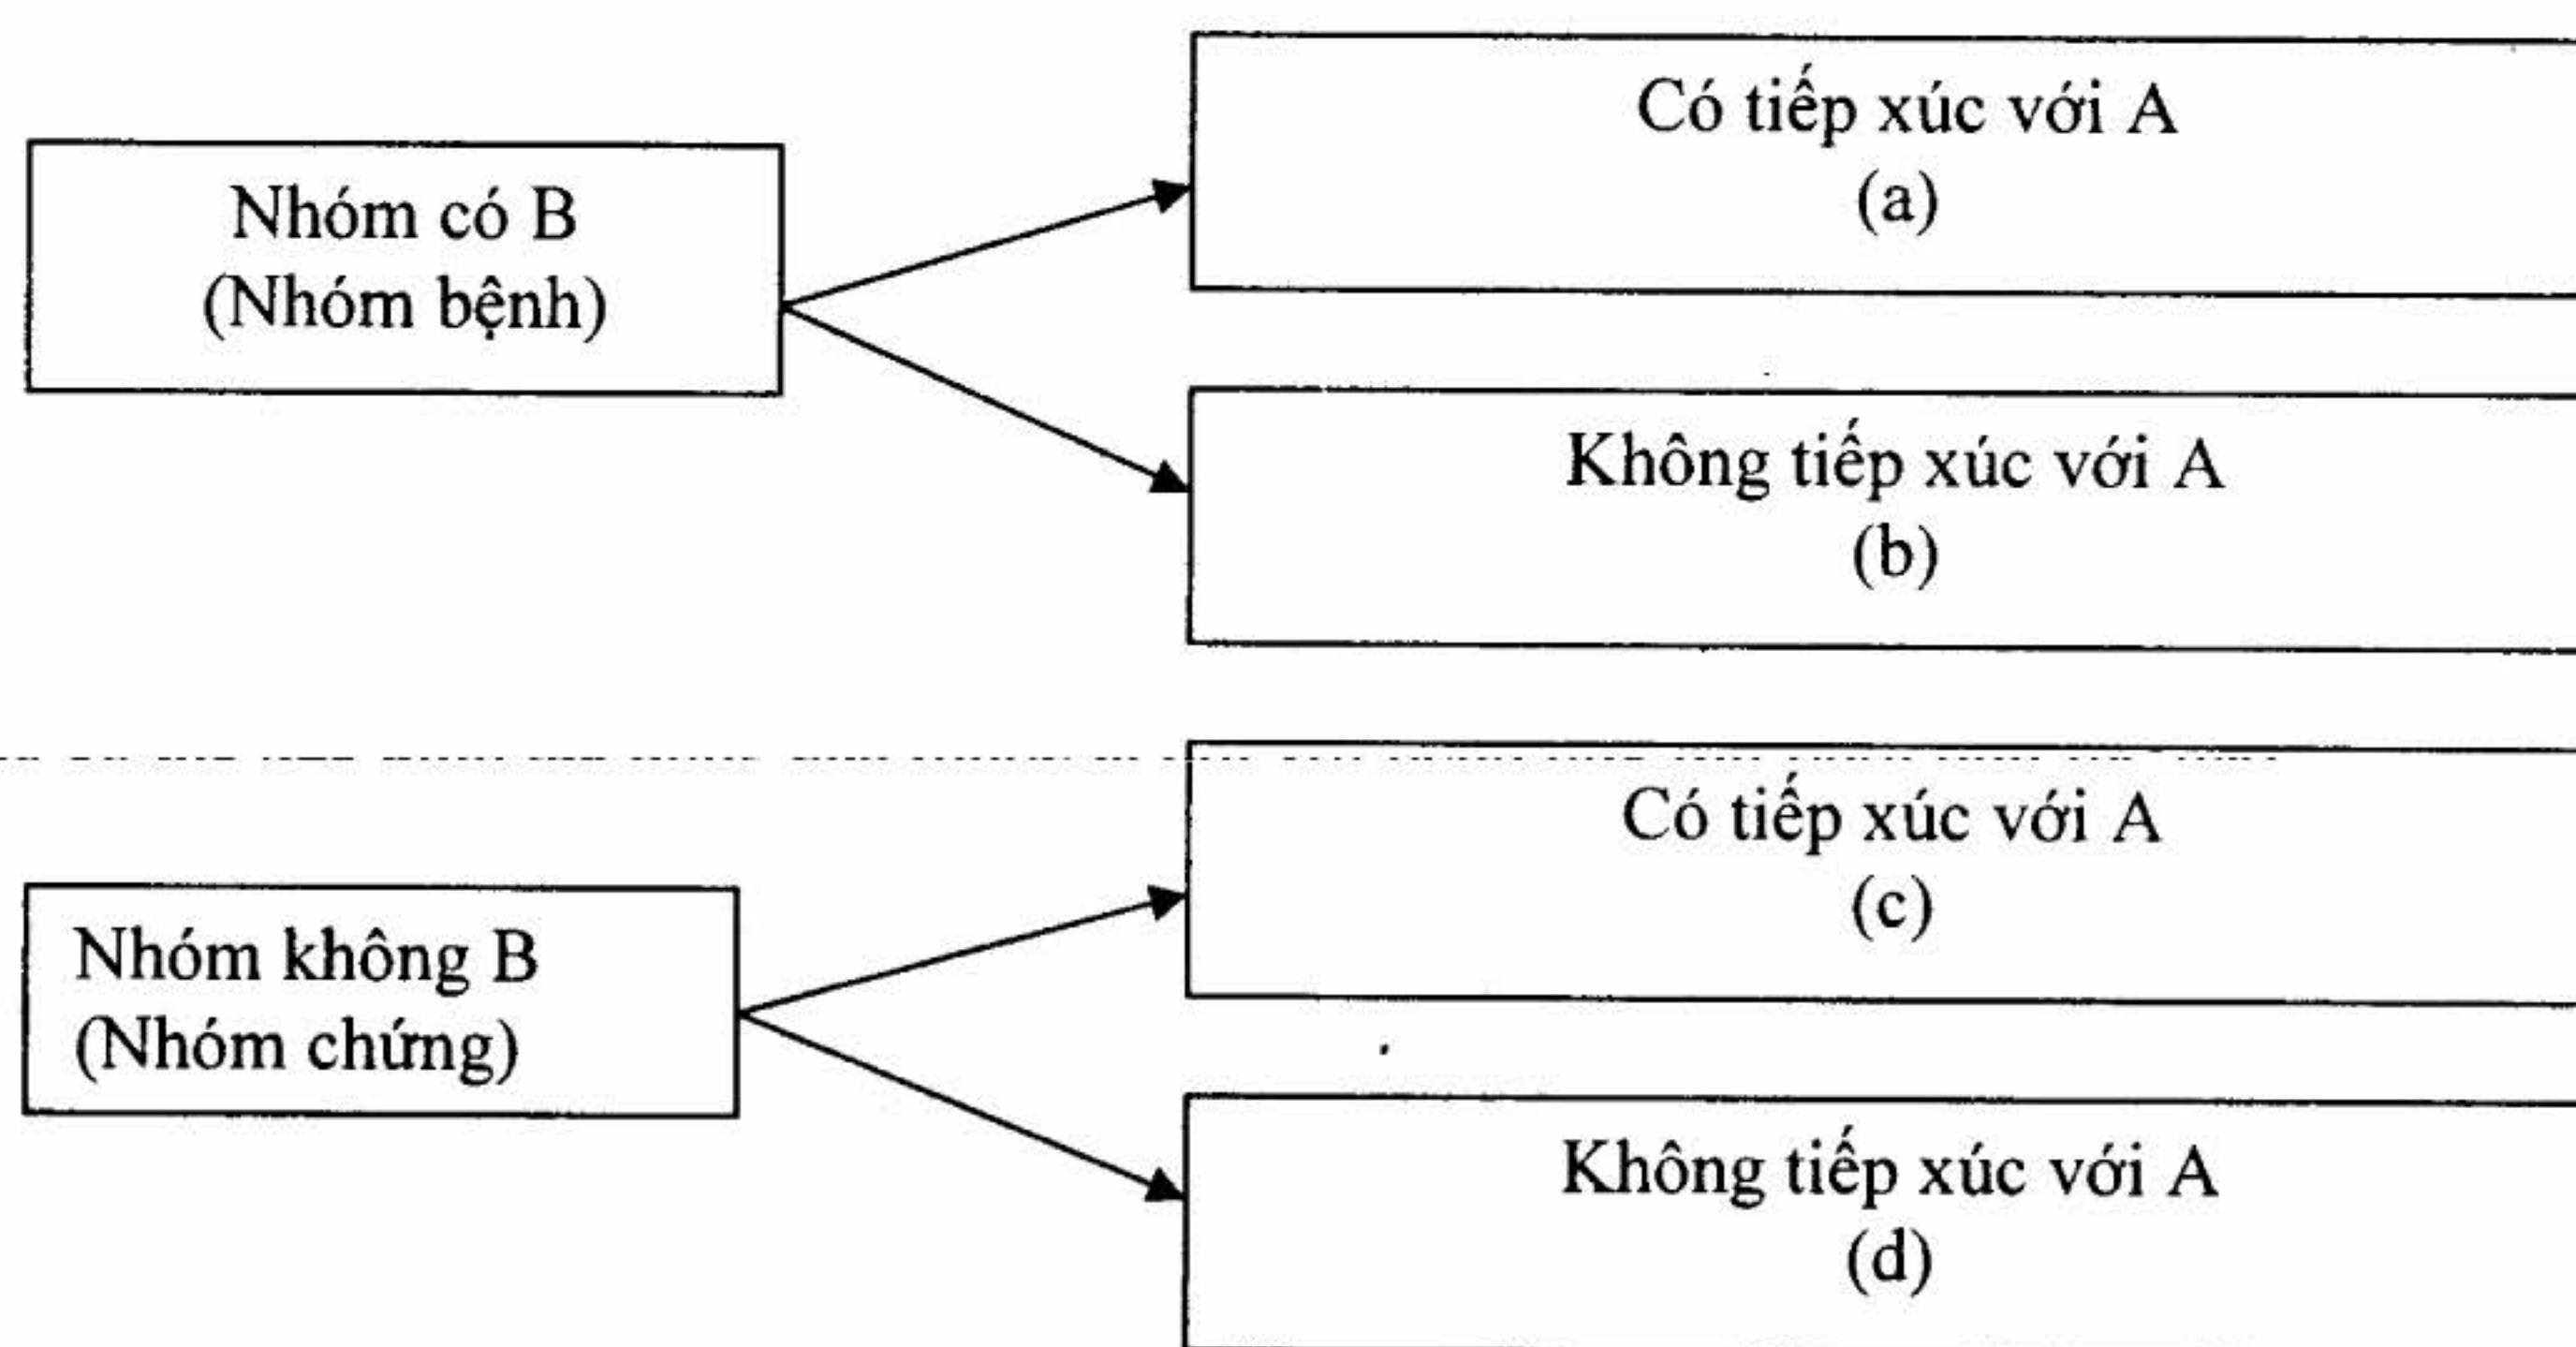 Có tiếp xúc với A
(a)
Nhóm có B
(Nhóm bệnh)
Không tiếp xúc với A
(b)
Có tiếp xúc với A
(c)
Nhóm không B
(Nhóm chứng)
Không tiếp xúc với A
(d)